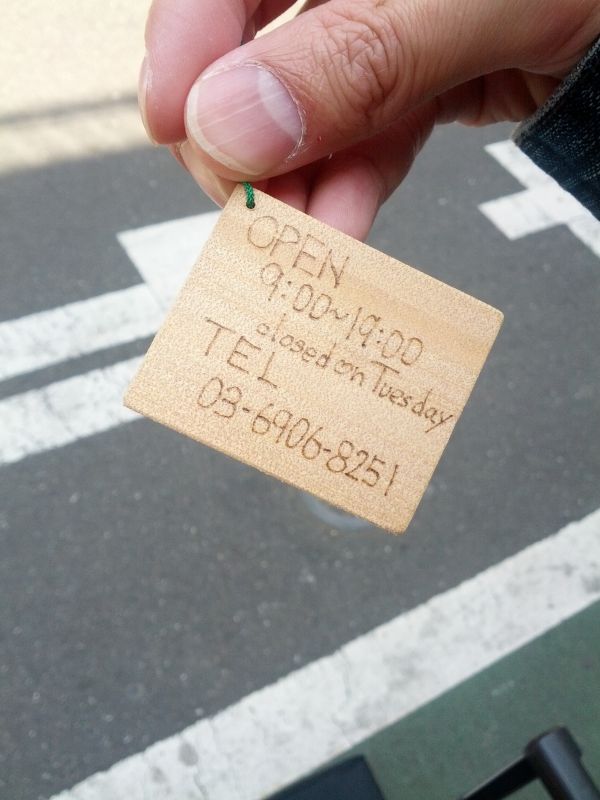 OPEN
9:00~19:00
closed on Tuesday
TEL
03-6906-8251